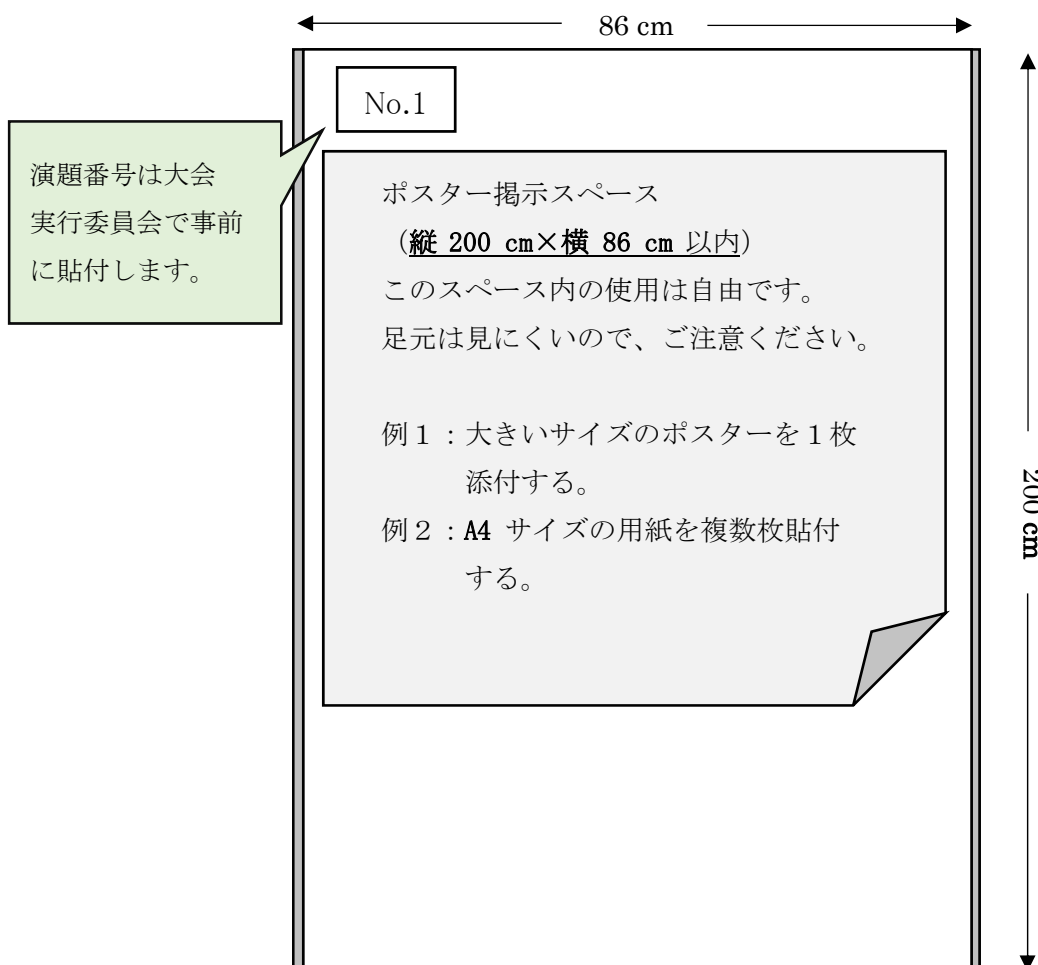 86 cm
No.1
演題番号は大会
実行委員会で事前
に貼付します。
ポスター掲示スペース
（縦 200 cm×横 86 cm 以内）
このスペース内の使用は自由です。
足元は見にくいので、ご注意ください。
例１：大きいサイズのポスターを１枚
添付する。
例２：A4 サイズの用紙を複数枚貼付
する。
200 cm